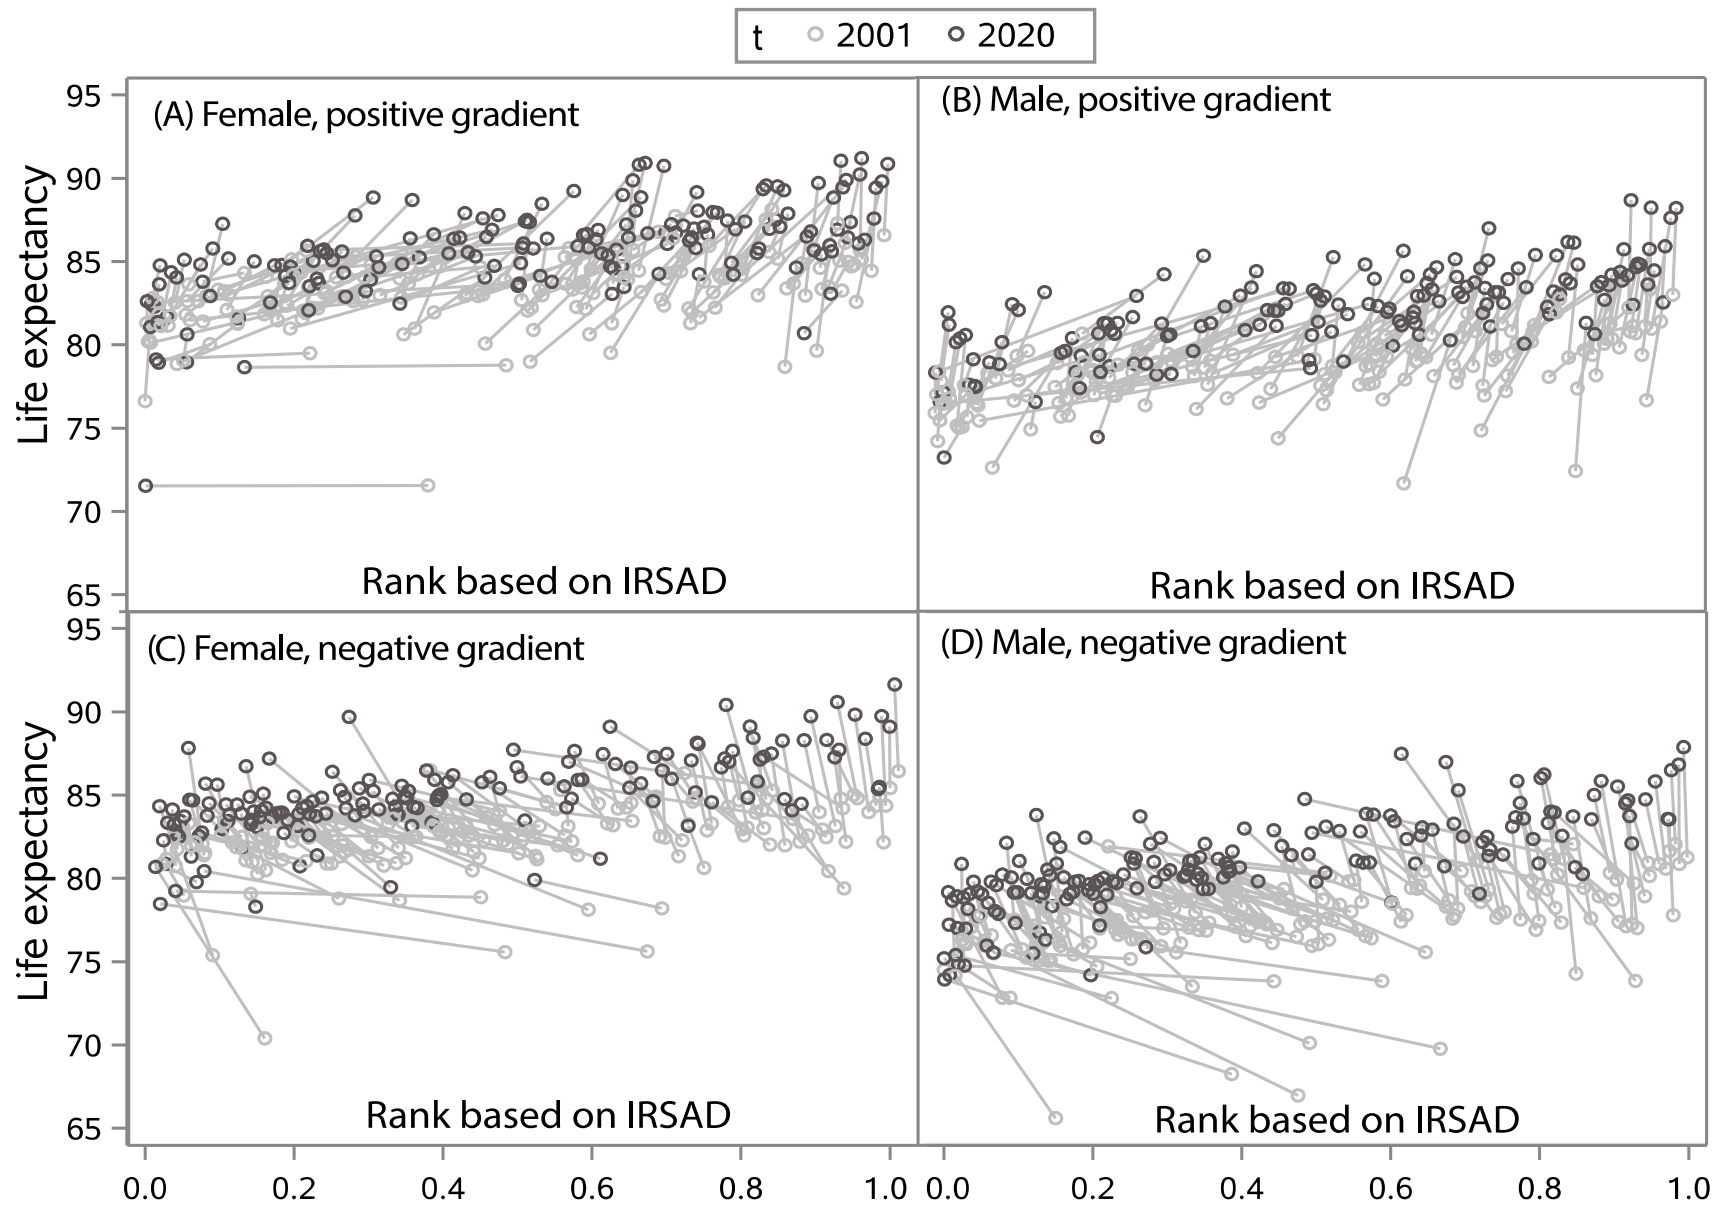 t 2001 2020
(A) Female, positive gradient
(B) Male, positive gradient
95
90
85
80
75
70
65
Life expectancy
Rank based on IRSAD
Rank based on IRSAD
(C) Female, negative gradient
(D) Male, negative gradient
95
90
85
80
75
70
65
Life expectancy
Rank based on IRSAD
Rank based on IRSAD
0.0 0.2 0.4 0.6 0.8 1.0
0.0 0.2 0.4 0.6 0.8 1.0